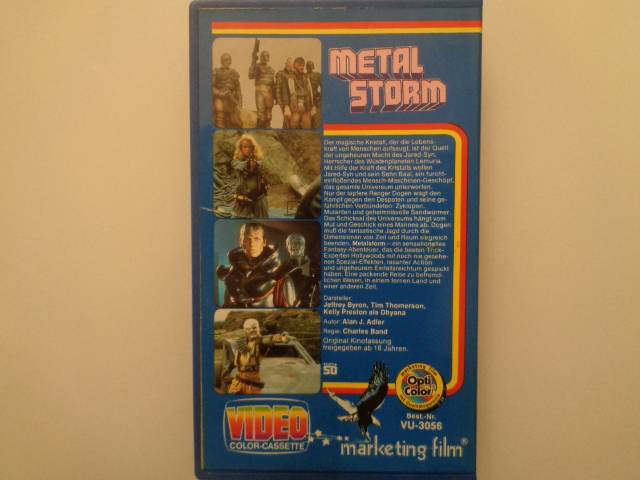 METAL
STORM
Der magische Kristall, der die Lebens-
kraft von Menschen aufsaugt, ist der Quell
der ungeheuren Macht des Jared-Syn,
Herrscher des Wüstenplaneten Lemuria.
Mit Hilfe der Kraft des Kristalls wollen
Jared-Syn und sein Sohn Baal, ein furcht-
einflößendes Mensch-Maschinen-Geschöpf,
das gesamte Universum unterwerfen.
Nur der tapfere Ranger Dogen wagt den
Kampf gegen den Despoten und seine ge-
fährlichen Verbündeten: Zyklopen,
Mutanten und geheimnisvolle Sandwürmer.
Das Schicksal des Universums hängt vom
Mut und Geschick eines Mannes ab. Dogen
muß die fantastische Jagd durch die
Dimensionen von Zeit und Raum siegreich
beenden. Metalstorm – ein sensationelles
Fantasy-Abenteuer, das die besten Trick-
Experten Hollywoods mit noch nie gesehe-
nen Spezial-Effekten, rasanter Action
und ungeheurem Einfallsreichtum gespickt
haben. Eine packende Reise zu befremd-
lichen Wesen, in einem fernen Land und
einer anderen Zeit.
Darsteller:
Jeffrey Byron, Tim Thomerson,
Kelly Preston als Dhyana
Autor: Alan J. Adler
Regie: Charles Band
Original Kinofassung
freigegeben ab 16 Jahren.
SD
marketing film
Opti
Color
Best.-Nr.
VU-3056
VIDEO
COLOR-CASSETTE
marketing film®